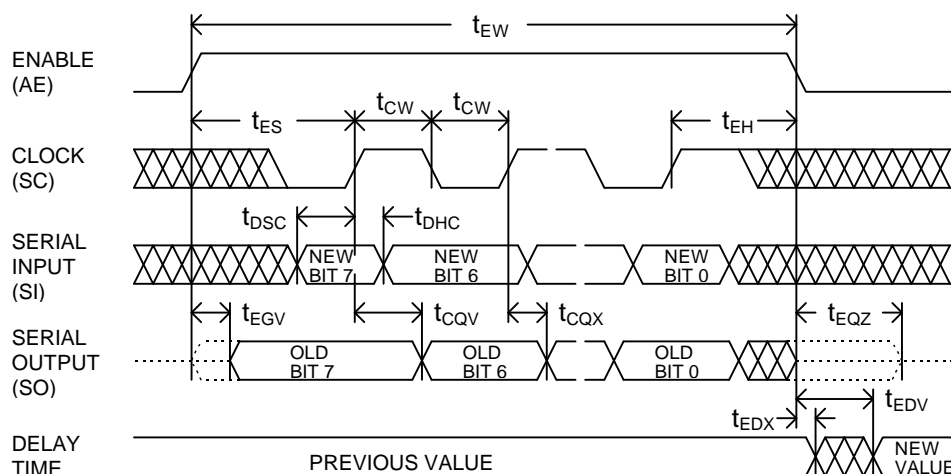 tEW
ENABLE
(AE)
tES
tCW
tCW
tEH
CLOCK
(SC)
tDSC
tDHC
SERIAL
INPUT
(SI)
NEW
BIT 7
NEW
BIT 6
NEW
BIT 0
tEGV
tCQV
tCQX
tEQZ
SERIAL
OUTPUT
(SO)
OLD
BIT 7
OLD
BIT 6
OLD
BIT 0
tEDX
tEDV
DELAY
TIME
PREVIOUS VALUE
NEW
VALUE